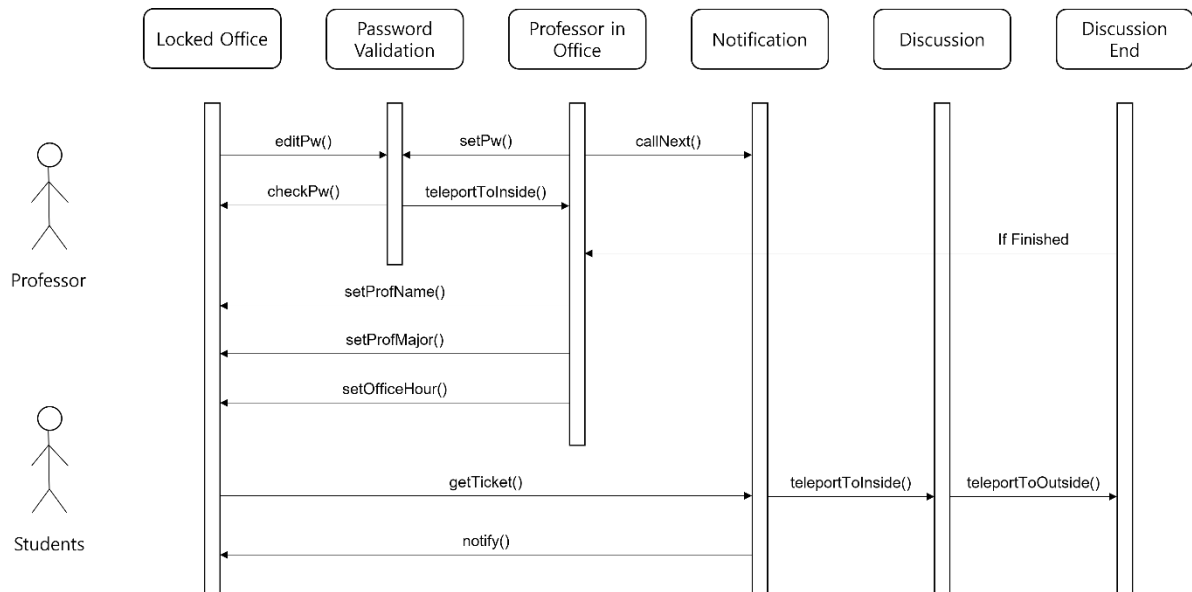 Locked Office
Password
Validation
Professor in
Office
Notification
Discussion
Discussion
End
editPw()
setPw()
callNext()
checkPw()
teleportToInside()
If Finished
Professor
setProfName()
setProfMajor()
setOfficeHour()
getTicket()
teleportToInside()
teleportToOutside()
Students
notify()